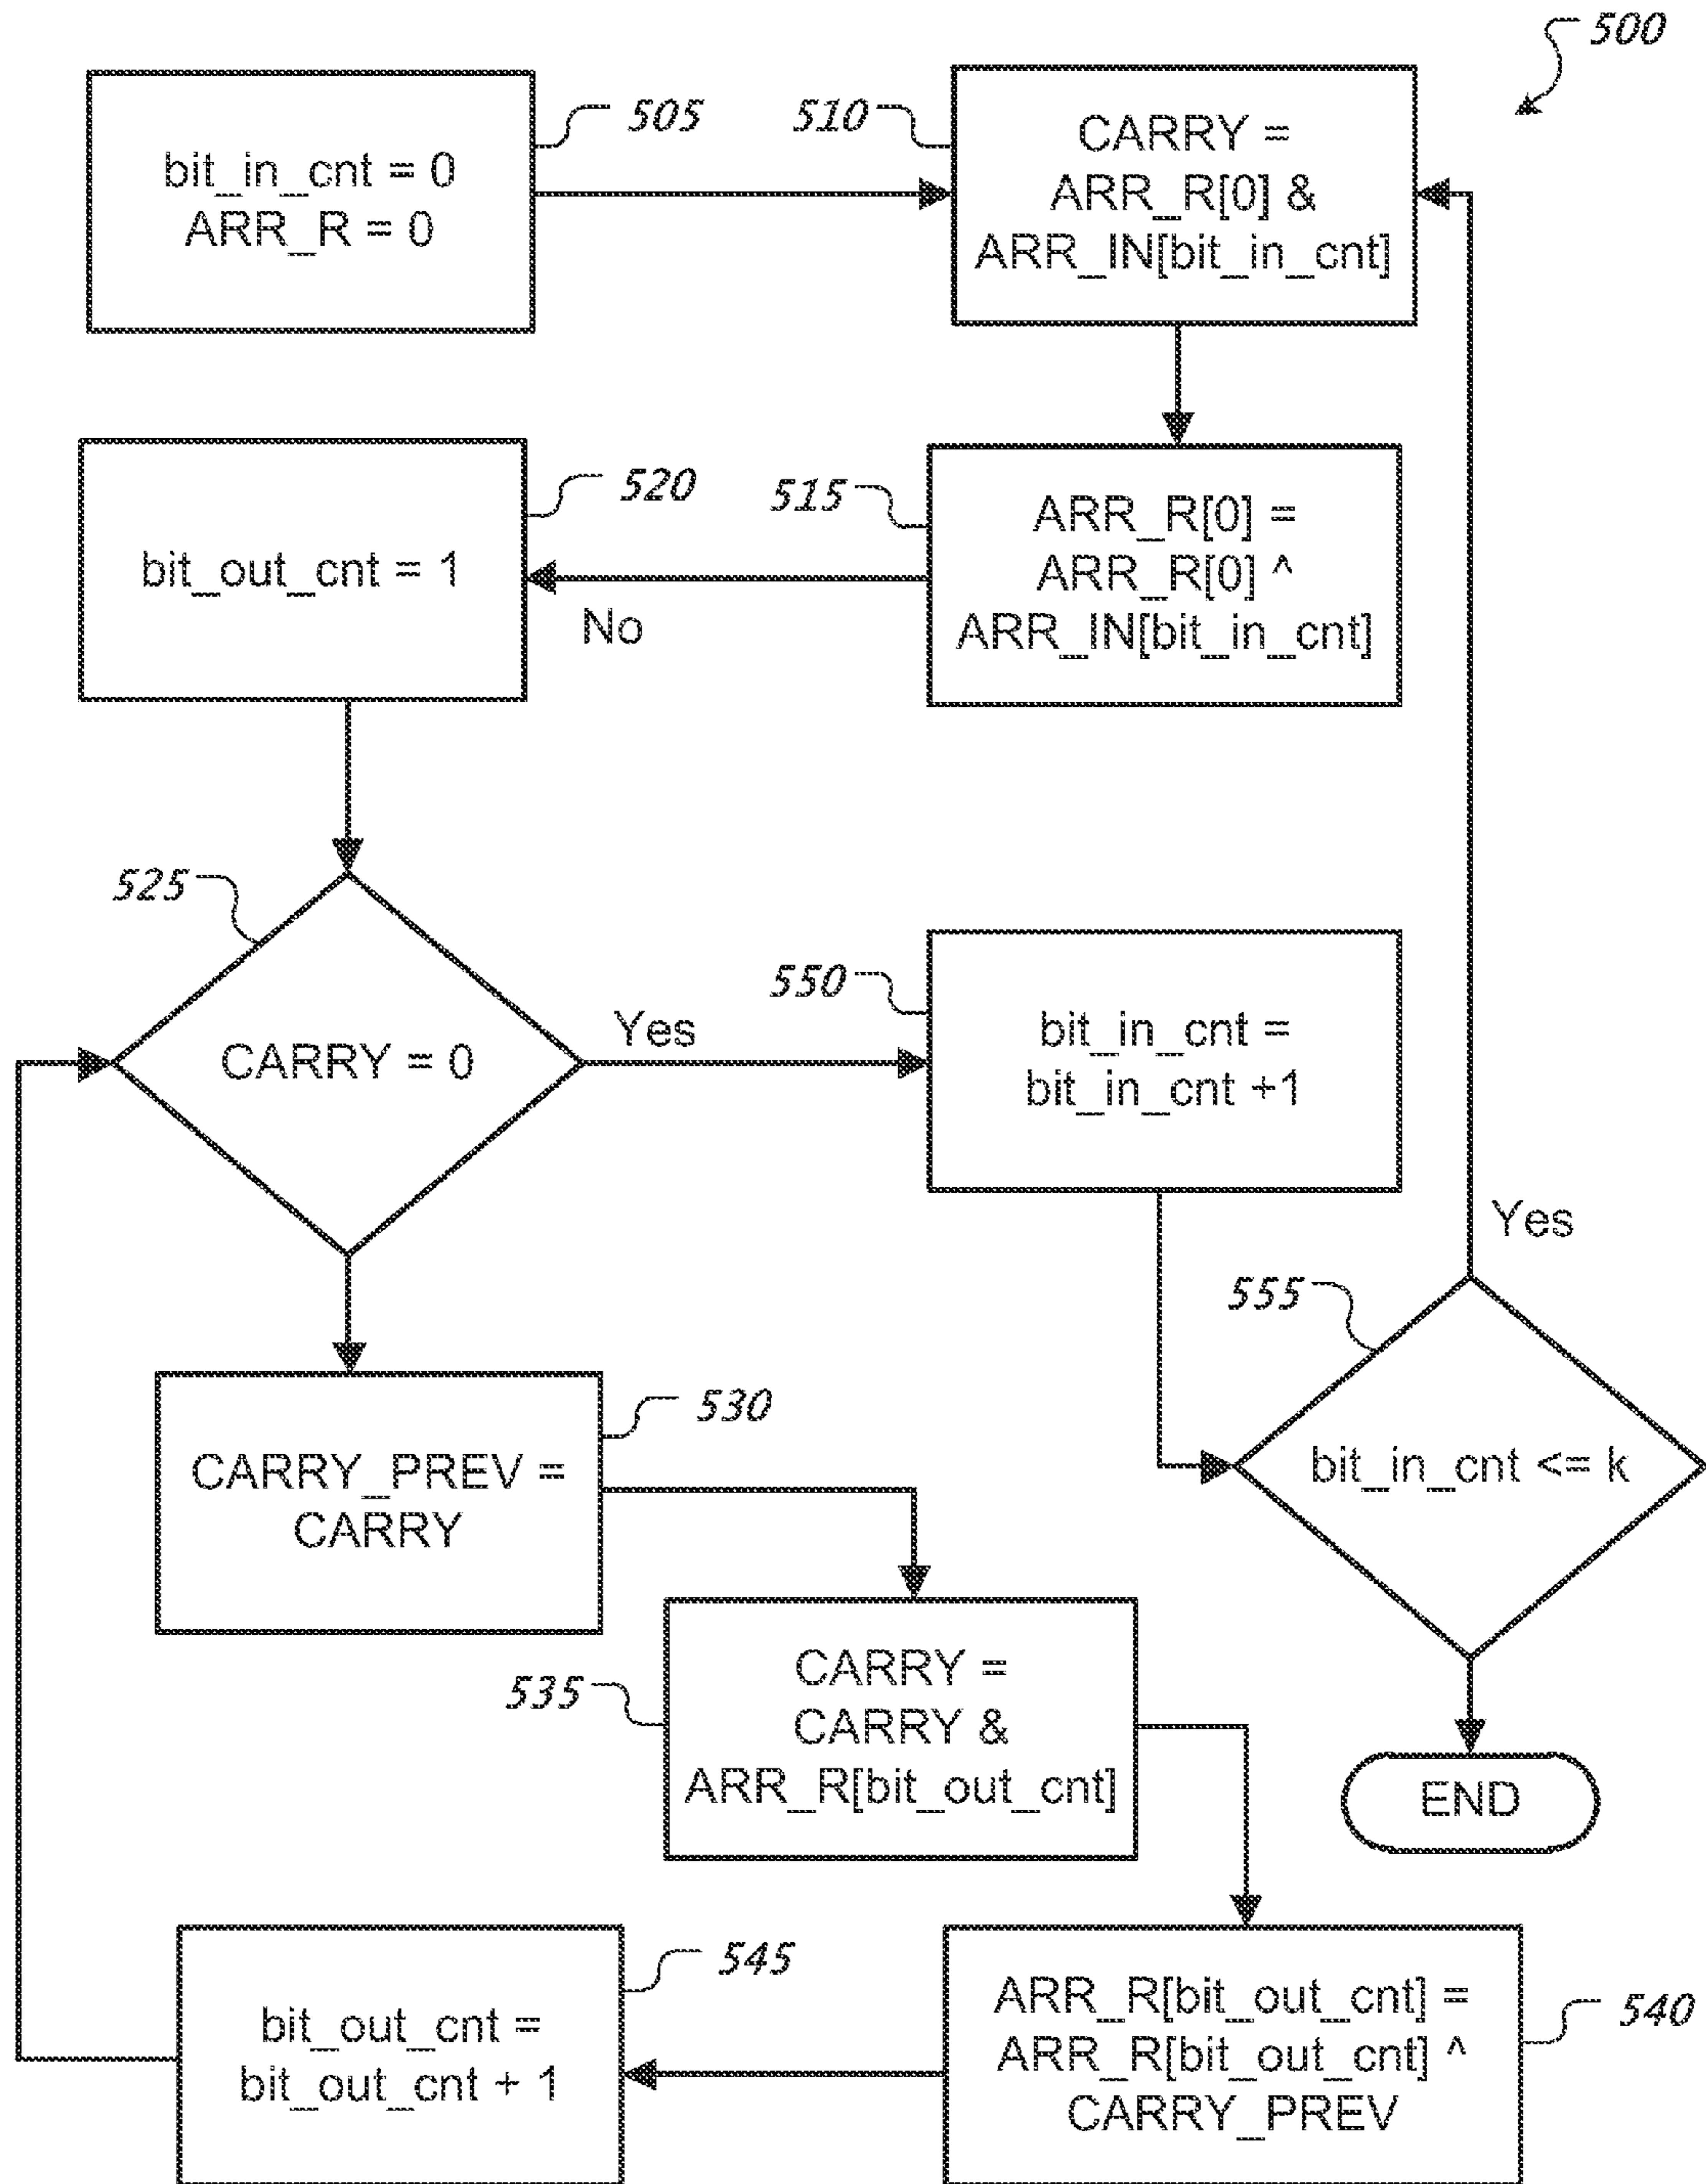 500
505
510
bit_in_cnt = 0
ARR_R = 0
CARRY =
ARR_R[0] &
ARR_IN[bit_in_cnt]
520
515
bit_out_cnt = 1
No
ARR_R[0] =
ARR_R[0] ^
ARR_IN[bit_in_cnt]
525
CARRY = 0
Yes
550
bit_in_cnt =
bit_in_cnt +1
Yes
555
bit_in_cnt <= k
530
CARRY_PREV =
CARRY
535
CARRY =
CARRY &
ARR_R[bit_out_cnt]
END
545
bit_out_cnt =
bit_out_cnt + 1
ARR_R[bit_out_cnt] =
ARR_R[bit_out_cnt] ^
CARRY_PREV
540